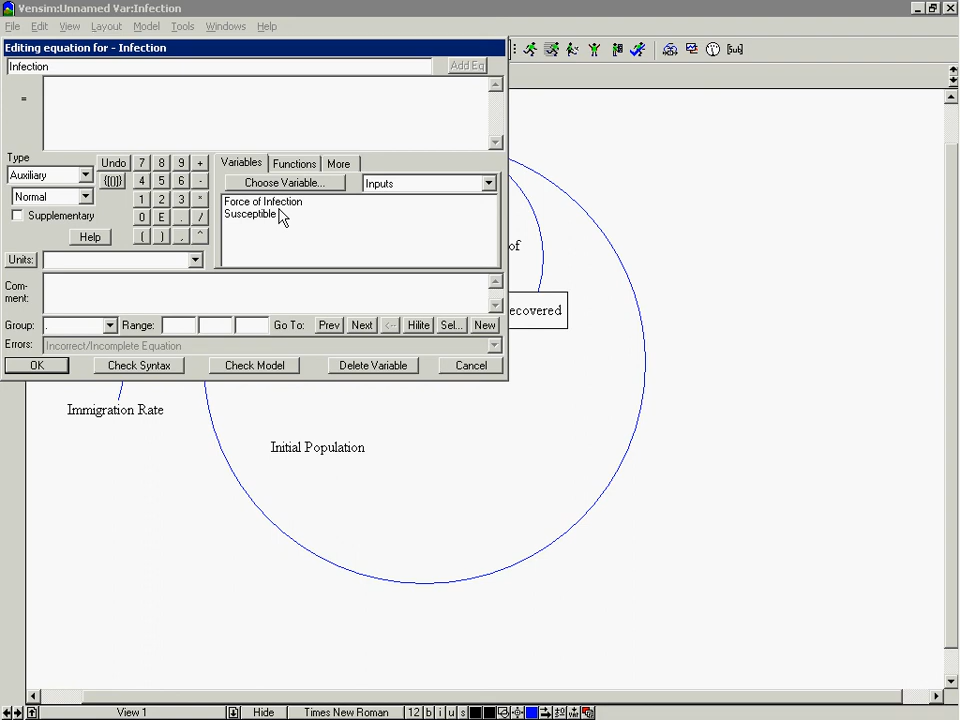 Vensim:Unnamed Var:Infection
File Edit View Layout Model Tools Windows Help
Editing equation for - Infection
Infection
Add Eq
=
Type
Auxiliary
Normal
Supplementary
Help
Undo 7 8 9 +
{[()]} 4 5 6 -
1 2 3 *
0 E . /
( ) , ^
Variables Functions More
Choose Variable... Inputs
Force of Infection
Susceptible
Units:
Com-
ment:
Group: . Range: Go To: Prev Next <- Hilite Sel... New
Errors: Incorrect/Incomplete Equation
OK Check Syntax Check Model Delete Variable Cancel
[Sub]
of
ecovered
Immigration Rate
Initial Population
View 1 Hide Times New Roman 12 b i u s